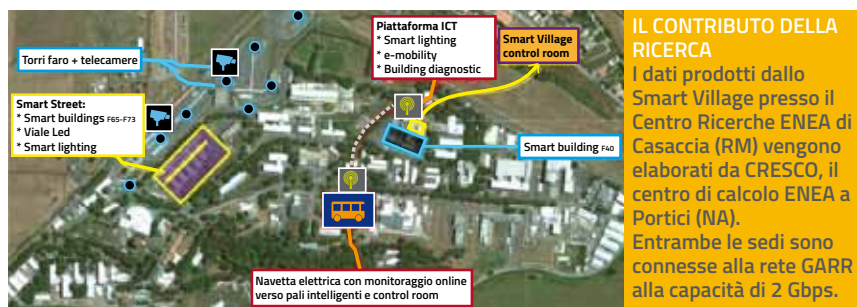 Torri faro + telecamere
Smart Street:
* Smart buildings F65-F73
* Viale Led
* Smart lighting
Piattaforma ICT
* Smart lighting
* e-mobility
* Building diagnostic
Smart Village
control room
Smart building F40
Navetta elettrica con monitoraggio online
verso pali intelligenti e control room
IL CONTRIBUTO DELLA
RICERCA
I dati prodotti dallo
Smart Village presso il
Centro Ricerche ENEA di
Casaccia (RM) vengono
elaborati da CRESCO, il
centro di calcolo ENEA a
Portici (NA).
Entrambe le sedi sono
connesse alla rete GARR
alla capacità di 2 Gbps.